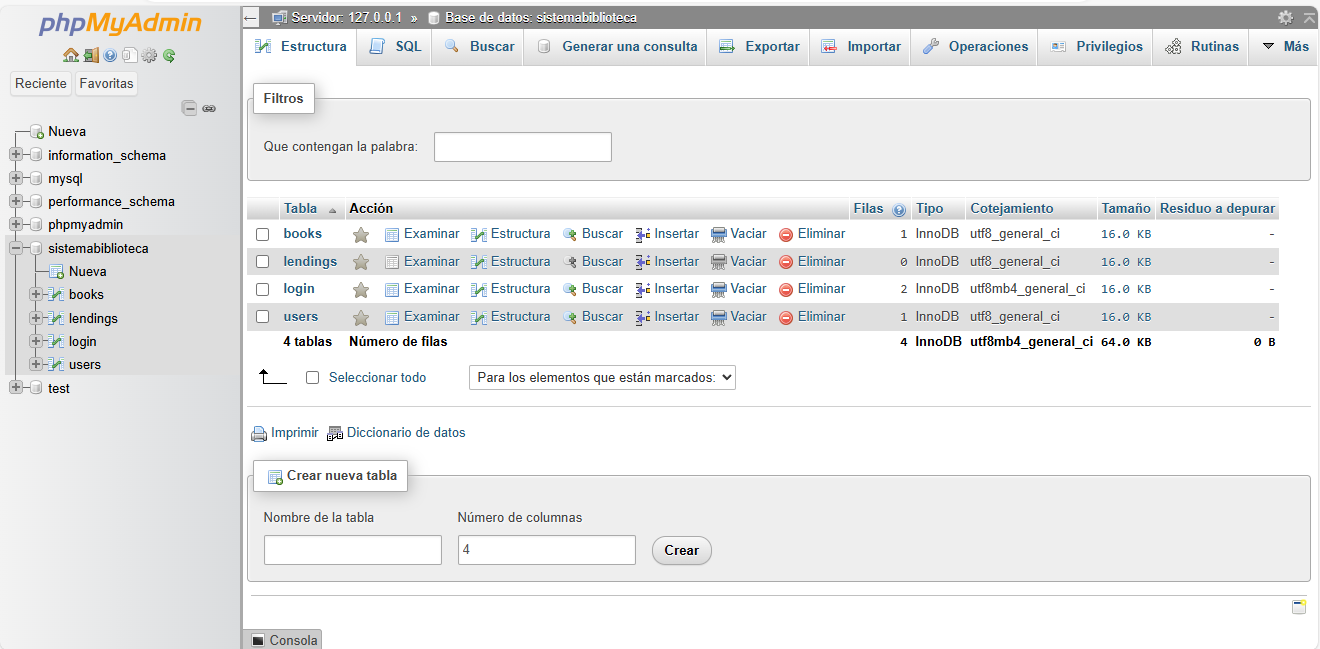 phpMyAdmin
Reciente Favoritas
Nueva
information_schema
mysql
performance_schema
phpmyadmin
sistemabiblioteca
Nueva
books
lendings
login
users
test
Servidor: 127.0.0.1 » Base de datos: sistemabiblioteca
Estructura SQL Buscar Generar una consulta Exportar Importar Operaciones Privilegios Rutinas Más
Filtros
Que contengan la palabra:
Tabla Acción Filas Tipo Cotejamiento Tamaño Residuo a depurar
books Examinar Estructura Buscar Insertar Vaciar Eliminar 1 InnoDB utf8_general_ci 16.0 KB -
lendings Examinar Estructura Buscar Insertar Vaciar Eliminar 0 InnoDB utf8_general_ci 16.0 KB -
login Examinar Estructura Buscar Insertar Vaciar Eliminar 2 InnoDB utf8mb4_general_ci 16.0 KB -
users Examinar Estructura Buscar Insertar Vaciar Eliminar 1 InnoDB utf8_general_ci 16.0 KB -
4 tablas Número de filas 4 InnoDB utf8mb4_general_ci 64.0 KB 0 B
Seleccionar todo Para los elementos que están marcados:
Imprimir Diccionario de datos
Crear nueva tabla
Nombre de la tabla Número de columnas
4 Crear
Consola